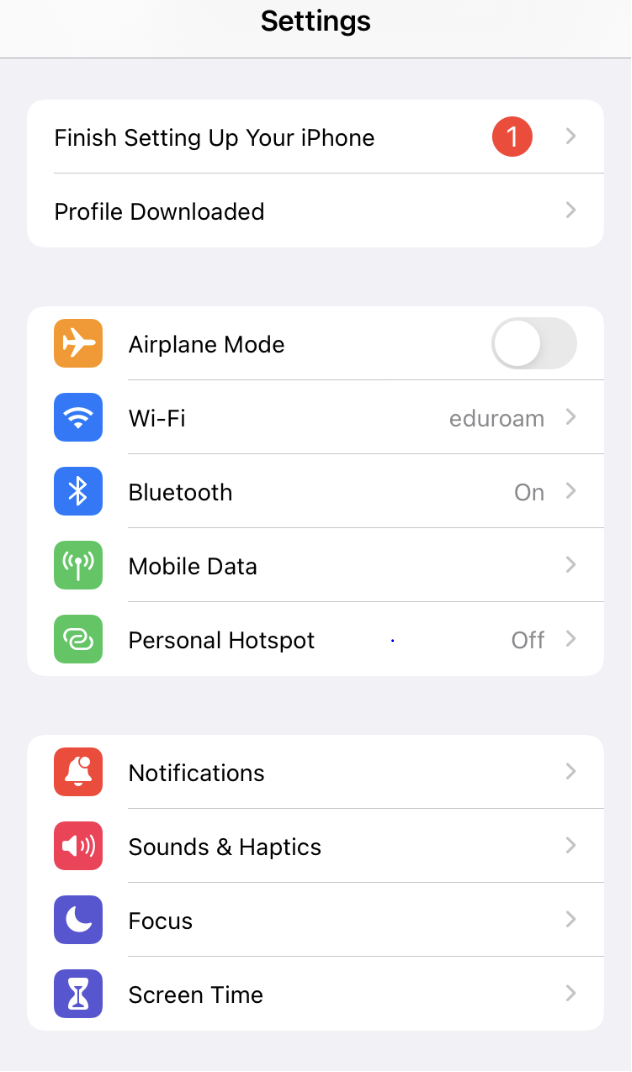 Settings
Finish Setting Up Your iPhone 1
Profile Downloaded
Airplane Mode
Wi-Fi eduroam
Bluetooth On
Mobile Data
Personal Hotspot Off
Notifications
Sounds & Haptics
Focus
Screen Time